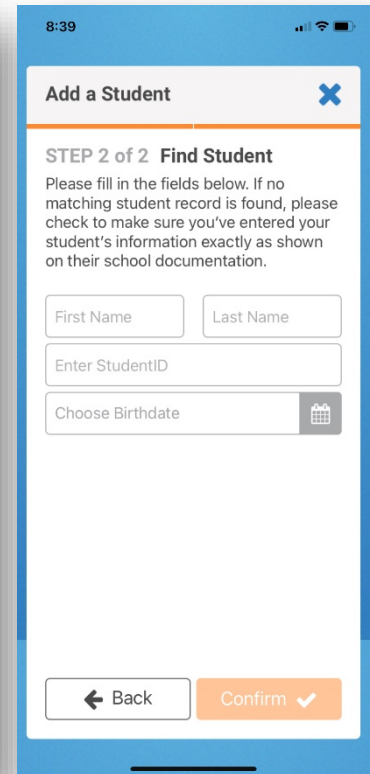 8:39
Add a Student
STEP 2 of 2 Find Student
Please fill in the fields below. If no
matching student record is found, please
check to make sure you've entered your
student's information exactly as shown
on their school documentation.
First Name Last Name
Enter StudentID
Choose Birthdate
Back Confirm